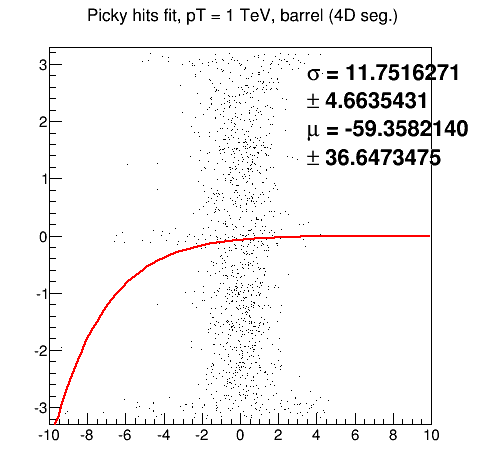 Picky hits fit, pT = 1 TeV, barrel (4D seg.)
σ = 11.7516271
± 4.6635431
μ = -59.3582140
± 36.6473475
3
2
1
0
-1
-2
-3
-10 -8 -6 -4 -2 0 2 4 6 8 10